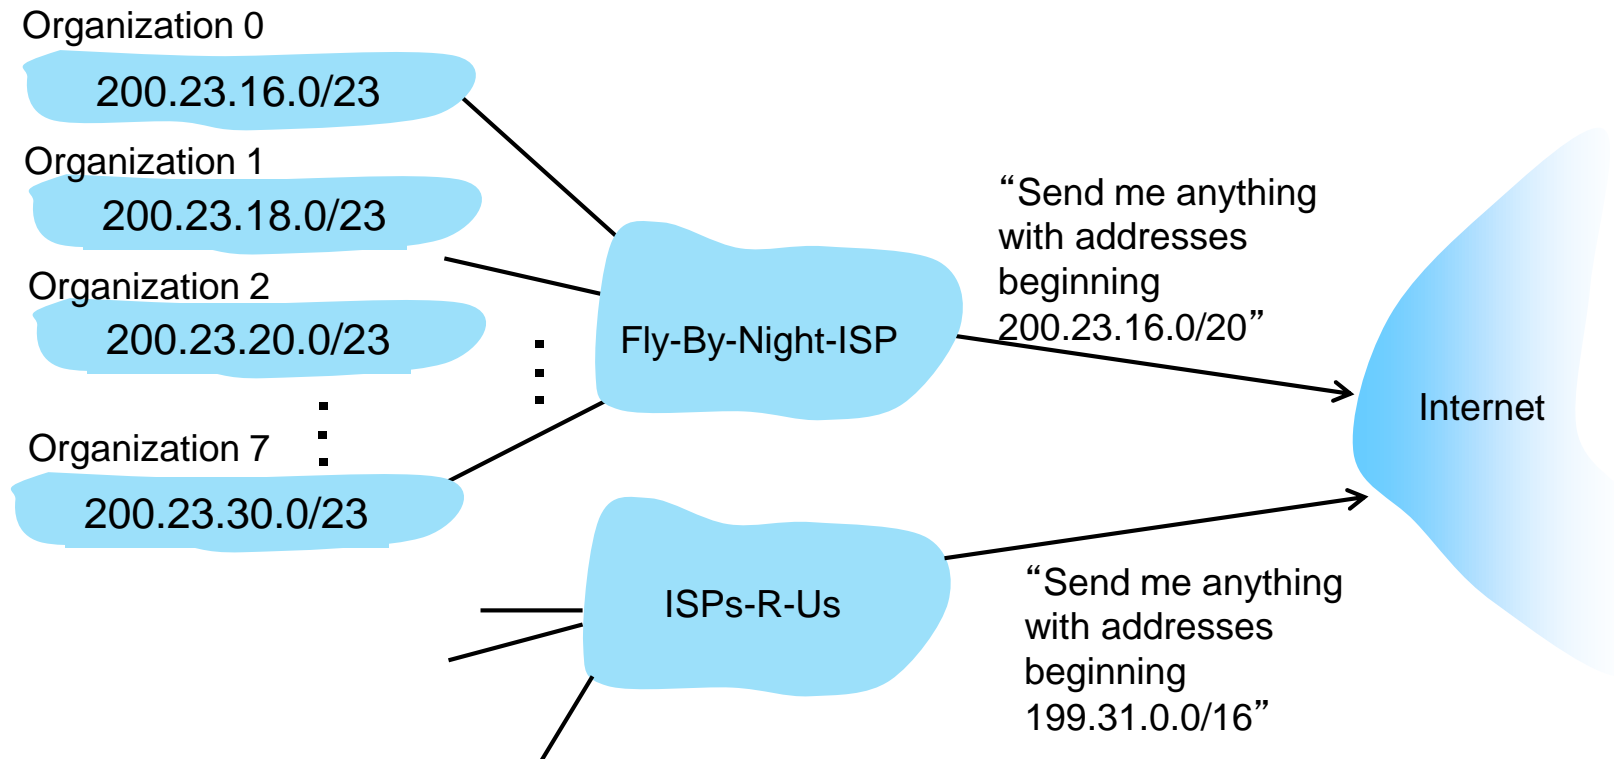 Organization 0
200.23.16.0/23
Organization 1
200.23.18.0/23
Organization 2
200.23.20.0/23
Organization 7
200.23.30.0/23
Fly-By-Night-ISP
“Send me anything
with addresses
beginning
200.23.16.0/20”
Internet
ISPs-R-Us
“Send me anything
with addresses
beginning
199.31.0.0/16”